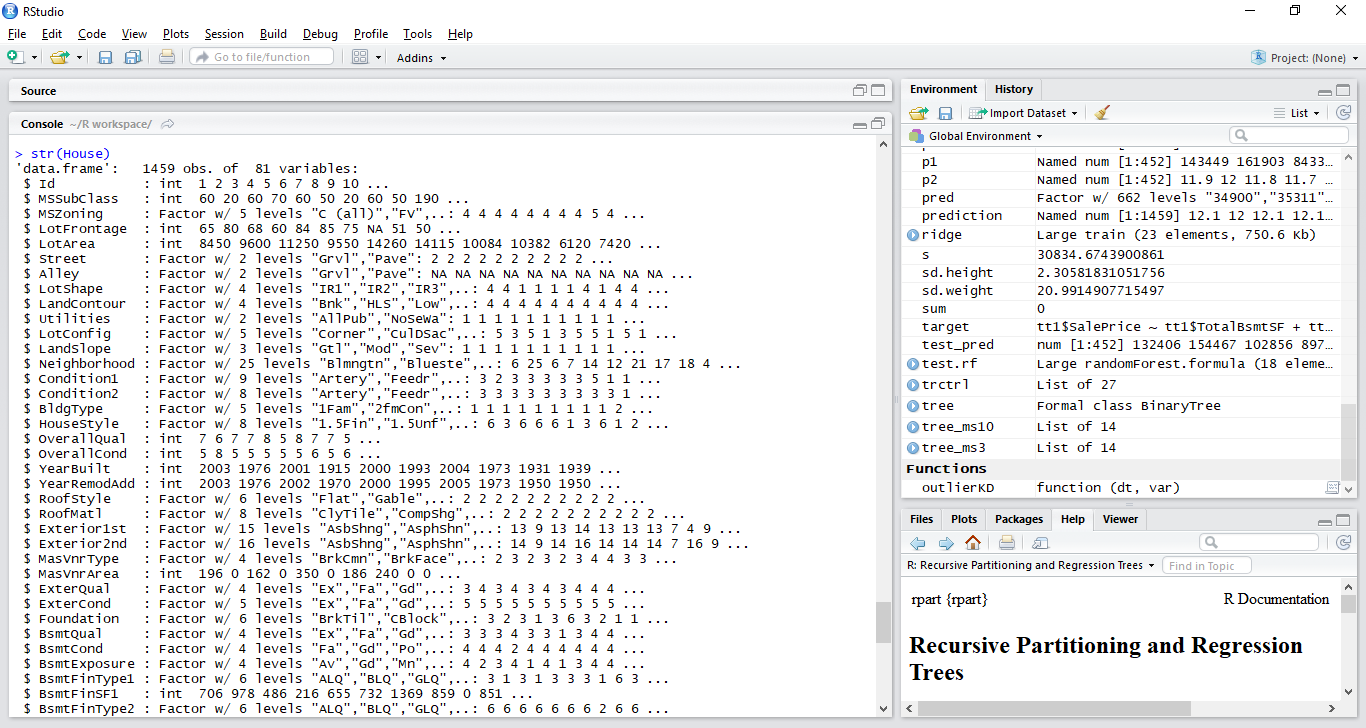 RStudio
File Edit Code View Plots Session Build Debug Profile Tools Help
Go to file/function Addins Project: (None)
Source
Console ~/R workspace/
> str(House)
'data.frame': 1459 obs. of 81 variables:
$ Id : int 1 2 3 4 5 6 7 8 9 10 ...
$ MSSubClass : int 60 20 60 70 60 50 20 60 50 190 ...
$ MSZoning : Factor w/ 5 levels "C (all)","FV",..: 4 4 4 4 4 4 4 4 5 4 ...
$ LotFrontage : int 65 80 68 60 84 85 75 NA 51 50 ...
$ LotArea : int 8450 9600 11250 9550 14260 14115 10084 10382 6120 7420 ...
$ Street : Factor w/ 2 levels "Grvl","Pave": 2 2 2 2 2 2 2 2 2 2 ...
$ Alley : Factor w/ 2 levels "Grvl","Pave": NA NA NA NA NA NA NA NA NA NA ...
$ LotShape : Factor w/ 4 levels "IR1","IR2","IR3",..: 4 4 1 1 1 1 4 1 4 4 ...
$ LandContour : Factor w/ 4 levels "Bnk","HLS","Low",..: 4 4 4 4 4 4 4 4 4 4 ...
$ Utilities : Factor w/ 2 levels "AllPub","NoSeWa": 1 1 1 1 1 1 1 1 1 1 ...
$ LotConfig : Factor w/ 5 levels "Corner","CulDSac",..: 5 3 5 1 3 5 5 1 5 1 ...
$ LandSlope : Factor w/ 3 levels "Gtl","Mod","Sev": 1 1 1 1 1 1 1 1 1 1 ...
$ Neighborhood : Factor w/ 25 levels "Blmngtn","Blueste",..: 6 25 6 7 14 12 21 17 18 4 ...
$ Condition1 : Factor w/ 9 levels "Artery","Feedr",..: 3 2 3 3 3 3 3 5 1 1 ...
$ Condition2 : Factor w/ 8 levels "Artery","Feedr",..: 3 3 3 3 3 3 3 3 3 1 ...
$ BldgType : Factor w/ 5 levels "1Fam","2fmCon",..: 1 1 1 1 1 1 1 1 1 2 ...
$ HouseStyle : Factor w/ 8 levels "1.5Fin","1.5Unf",..: 6 3 6 6 6 1 3 6 1 2 ...
$ OverallQual : int 7 6 7 7 8 5 8 7 7 5 ...
$ OverallCond : int 5 8 5 5 5 5 5 6 5 6 ...
$ YearBuilt : int 2003 1976 2001 1915 2000 1993 2004 1973 1931 1939 ...
$ YearRemodAdd : int 2003 1976 2002 1970 2000 1995 2005 1973 1950 1950 ...
$ RoofStyle : Factor w/ 6 levels "Flat","Gable",..: 2 2 2 2 2 2 2 2 2 2 ...
$ RoofMatl : Factor w/ 8 levels "ClyTile","CompShg",..: 2 2 2 2 2 2 2 2 2 2 ...
$ Exterior1st : Factor w/ 15 levels "AsbShng","AsphShn",..: 13 9 13 14 13 13 13 7 4 9 ...
$ Exterior2nd : Factor w/ 16 levels "AsbShng","AsphShn",..: 14 9 14 16 14 14 14 7 16 9 ...
$ MasVnrType : Factor w/ 4 levels "BrkCmn","BrkFace",..: 2 3 2 3 2 3 4 4 3 3 ...
$ MasVnrArea : int 196 0 162 0 350 0 186 240 0 0 ...
$ ExterQual : Factor w/ 4 levels "Ex","Fa","Gd",..: 3 4 3 4 3 4 3 4 4 4 ...
$ ExterCond : Factor w/ 5 levels "Ex","Fa","Gd",..: 5 5 5 5 5 5 5 5 5 5 ...
$ Foundation : Factor w/ 6 levels "BrkTil","CBlock",..: 3 2 3 1 3 6 3 2 1 1 ...
$ BsmtQual : Factor w/ 4 levels "Ex","Fa","Gd",..: 3 3 3 4 3 3 1 3 4 4 ...
$ BsmtCond : Factor w/ 4 levels "Fa","Gd","Po",..: 4 4 4 2 4 4 4 4 4 4 ...
$ BsmtExposure : Factor w/ 4 levels "Av","Gd","Mn",..: 4 2 3 4 1 4 1 3 4 4 ...
$ BsmtFinType1 : Factor w/ 6 levels "ALQ","BLQ","GLQ",..: 3 1 3 1 3 3 3 1 6 3 ...
$ BsmtFinSF1 : int 706 978 486 216 655 732 1369 859 0 851 ...
$ BsmtFinType2 : Factor w/ 6 levels "ALQ","BLQ","GLQ",..: 6 6 6 6 6 6 6 2 6 6 ...
Environment History
Import Dataset List
Global Environment
p1 Named num [1:452] 143449 161903 8433...
p2 Named num [1:452] 11.9 12 11.8 11.7 ...
pred Factor w/ 662 levels "34900","35311"...
prediction Named num [1:1459] 12.1 12 12.1 12.1...
ridge Large train (23 elements, 750.6 Kb)
s 30834.6743900861
sd.height 2.30581831051756
sd.weight 20.9914907715497
sum 0
target tt1$SalePrice ~ tt1$TotalBsmtSF + tt...
test_pred num [1:452] 132406 154467 102856 897...
test.rf Large randomForest.formula (18 eleme...
trctrl List of 27
tree Formal class BinaryTree
tree_ms10 List of 14
tree_ms3 List of 14
Functions
outlierKD function (dt, var)
Files Plots Packages Help Viewer
R: Recursive Partitioning and Regression Trees Find in Topic
rpart {rpart} R Documentation
Recursive Partitioning and Regression
Trees